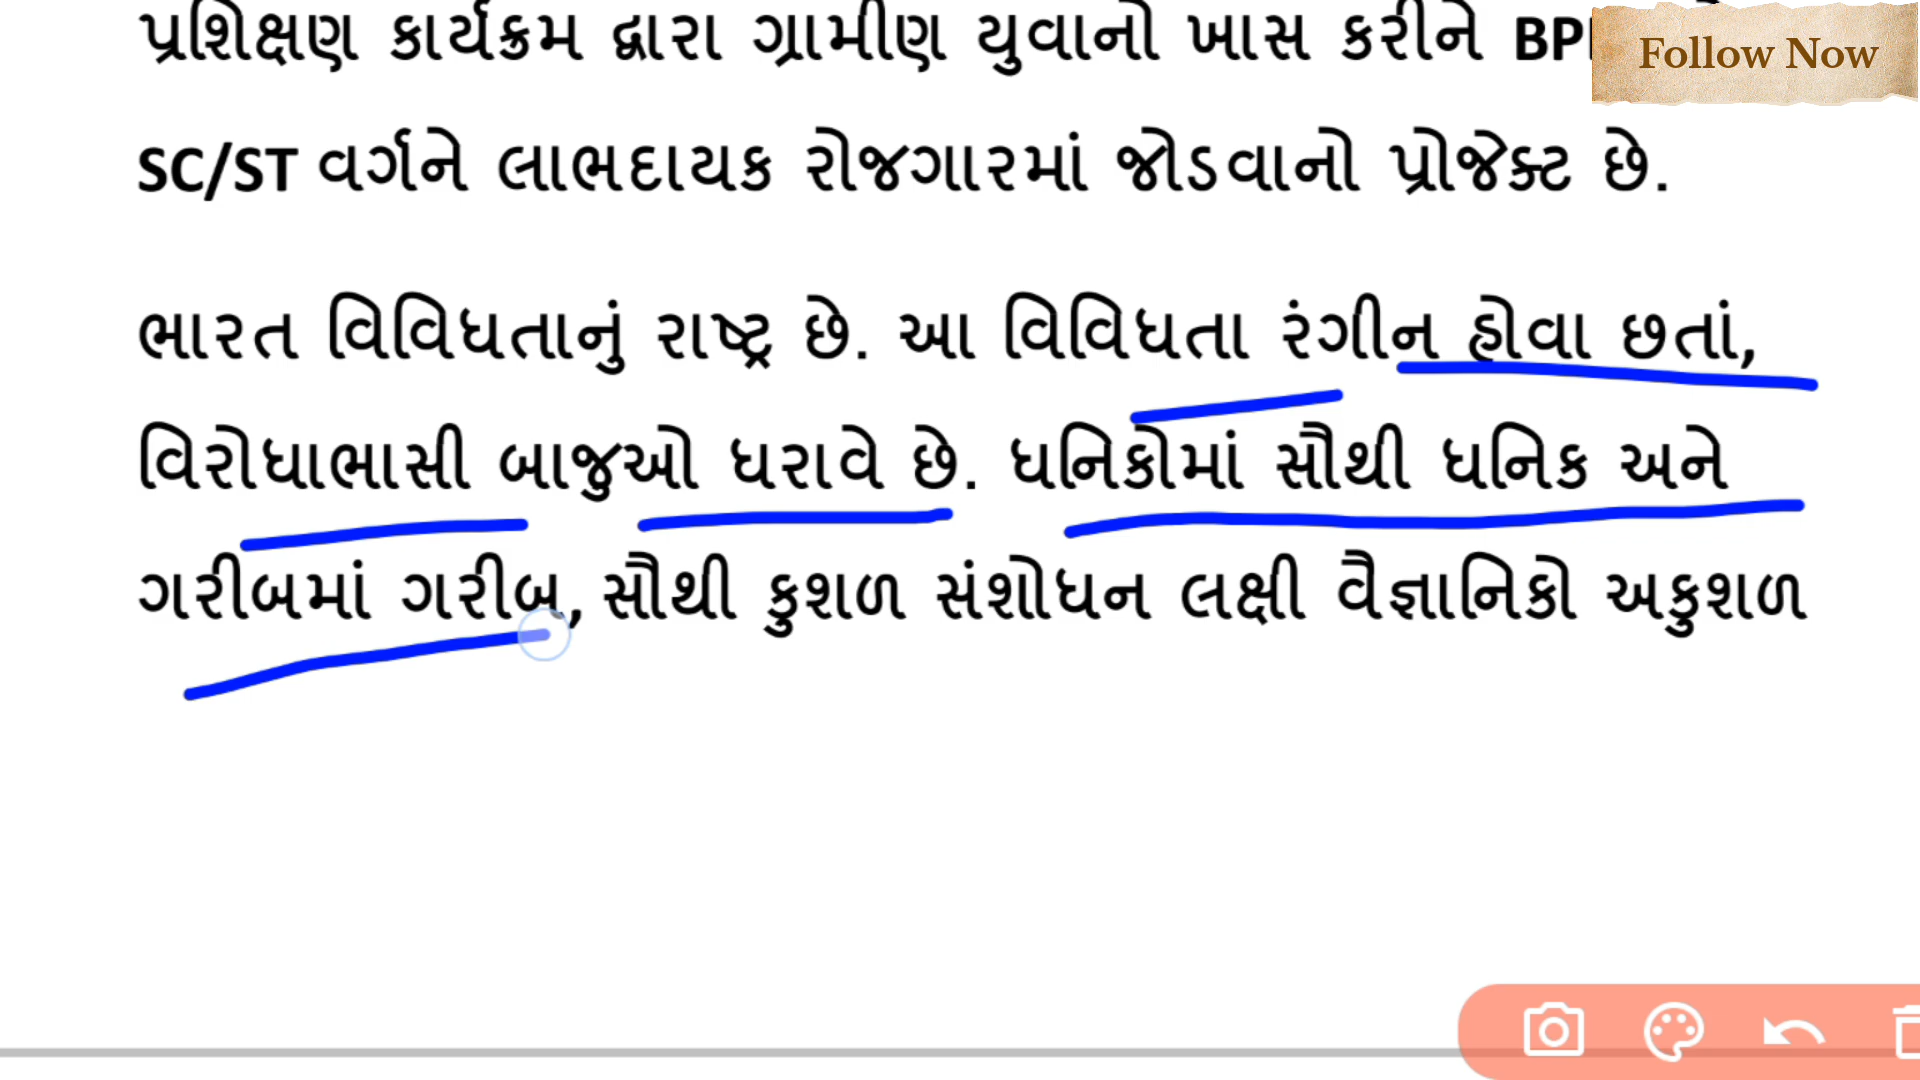 પ્રશિક્ષણ કાર્યક્રમ દ્વારા ગ્રામીણ યુવાનો ખાસ કરીને
Follow Now
SC/ST વર્ગને લાભદાયક રોજગારમાં જોડવાનો પ્રોજેક્ટ છે.
ભારત વિવિધતાનું રાષ્ટ્ર છે. આ વિવિધતા રંગીન હોવા છતાં,
વિરોધાભાસી બાજુઓ ધરાવે છે. ધનિકોમાં સૌથી ધનિક અને
ગરીબમાં ગરીબ, સૌથી કુશળ સંશોધન લક્ષી વૈજ્ઞાનિકો અકુશળ